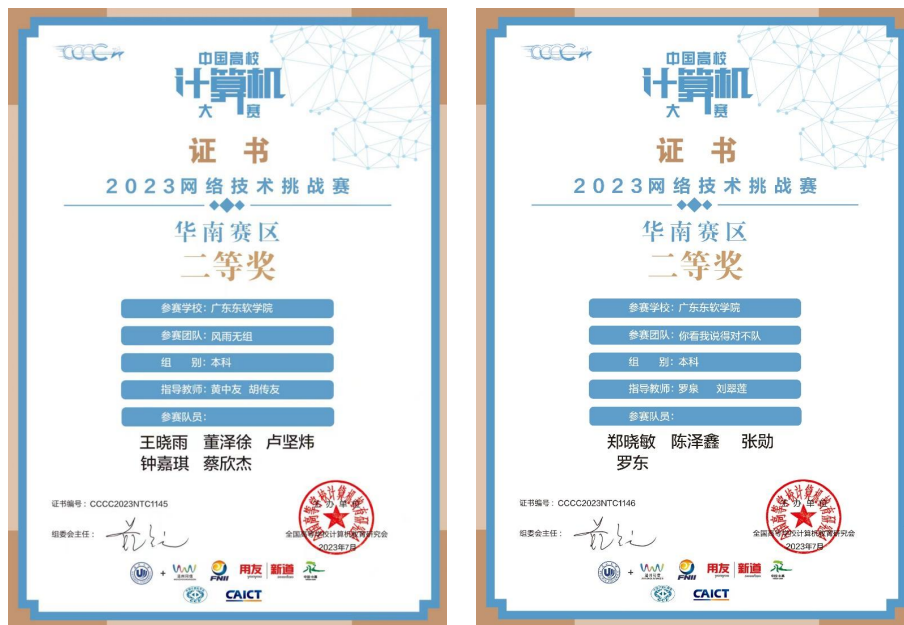 CCCC
中国高校
计算机
大赛
证 书
2023网络技术挑战赛
华南赛区
二等奖
参赛学校：广东东软学院
参赛团队：风雨无组
组 别：本科
指导教师：黄中友 胡传友
参赛队员：
王晓雨 董泽徐 卢坚炜
钟嘉琪 蔡欣杰
证书编号：CCCC2023NTC1145
主办单位
组委会主任：
全国高等学校计算机教育研究会
2023年7月
+
FNII
用友
新道
CAICT
CCCC
中国高校
计算机
大赛
证 书
2023网络技术挑战赛
华南赛区
二等奖
参赛学校：广东东软学院
参赛团队：你看我说得对不队
组 别：本科
指导教师：罗泉 刘翠莲
参赛队员：
郑晓敏 陈泽鑫 张勋
罗东
证书编号：CCCC2023NTC1146
主办单位
组委会主任：
全国高等学校计算机教育研究会
2023年7月
+
FNII
用友
新道
CAICT